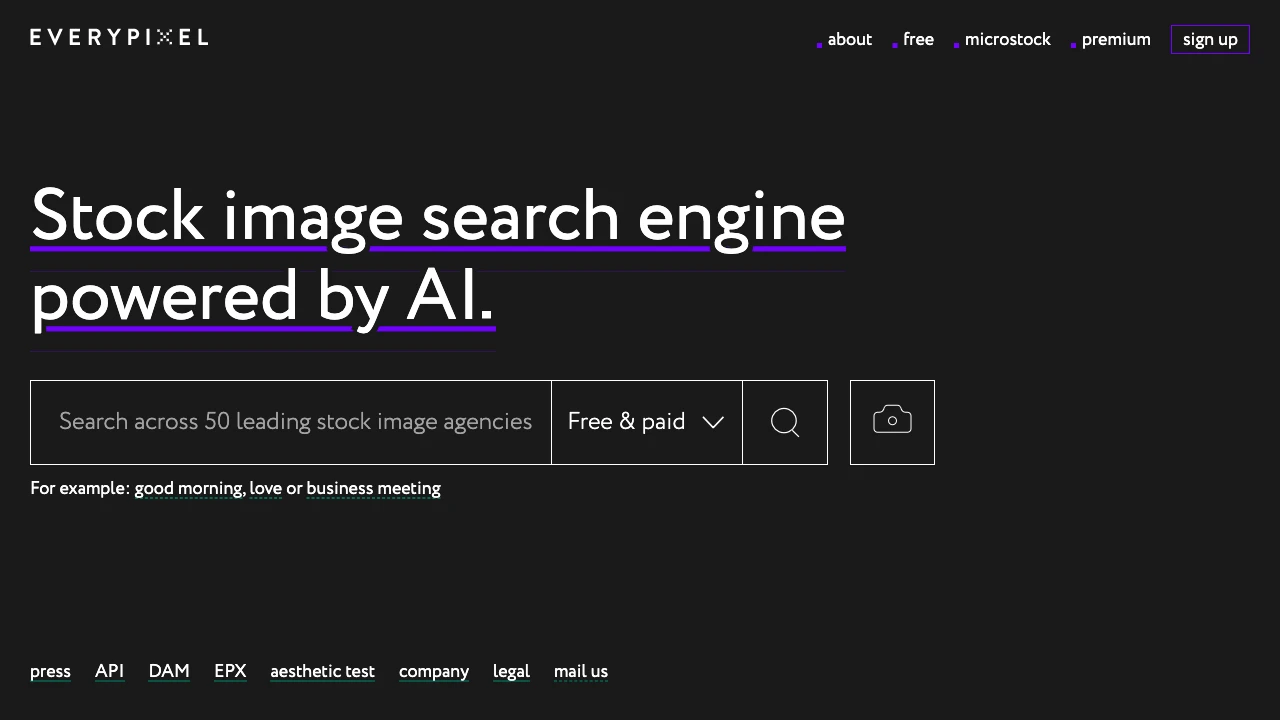 EVERYPIXEL
about free microstock premium sign up
Stock image search engine
powered by AI.
Search across 50 leading stock image agencies Free & paid
For example: good morning, love or business meeting
press API DAM EPX aesthetic test company legal mail us